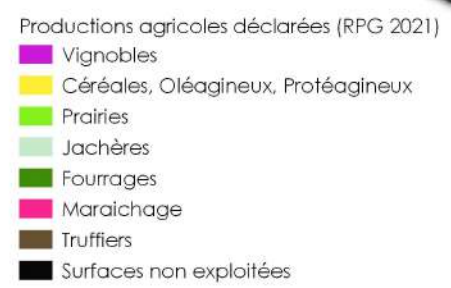 Productions agricoles déclarées (RPG 2021)
Vignobles
Céréales, Oléagineux, Protéagineux
Prairies
Jachères
Fourrages
Maraichage
Truffiers
Surfaces non exploitées